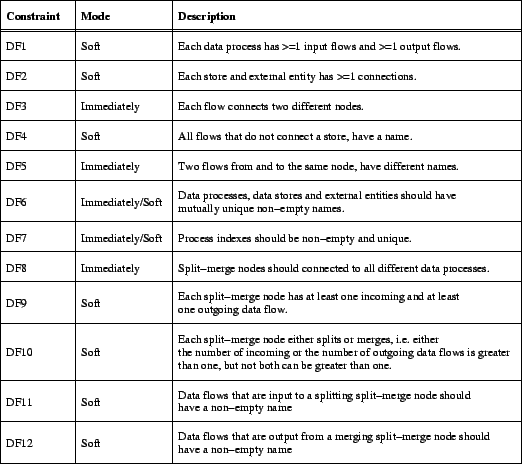 Constraint Mode Description
DF1 Soft Each data process has >=1 input flows and >=1 output flows.
DF2 Soft Each store and external entity has >=1 connections.
DF3 Immediately Each flow connects two different nodes.
DF4 Soft All flows that do not connect a store, have a name.
DF5 Immediately Two flows from and to the same node, have different names.
DF6 Immediately/Soft Data processes, data stores and external entities should have
mutually unique non-empty names.
DF7 Immediately/Soft Process indexes should be non-empty and unique.
DF8 Immediately Split-merge nodes should connected to all different data processes.
DF9 Soft Each split-merge node has at least one incoming and at least
one outgoing data flow.
DF10 Soft Each split-merge node either splits or merges, i.e. either
the number of incoming or the number of outgoing data flows is greater
than one, but not both can be greater than one.
DF11 Soft Data flows that are input to a splitting split-merge node should
have a non-empty name
DF12 Soft Data flows that are output from a merging split-merge node should
have a non-empty name